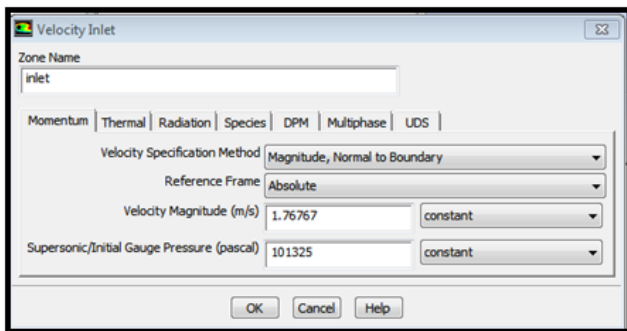 Velocity Inlet
Zone Name
inlet
Momentum Thermal Radiation Species DPM Multiphase UDS
Velocity Specification Method Magnitude, Normal to Boundary
Reference Frame Absolute
Velocity Magnitude (m/s) 1.76767 constant
Supersonic/Initial Gauge Pressure (pascal) 101325 constant
OK Cancel Help